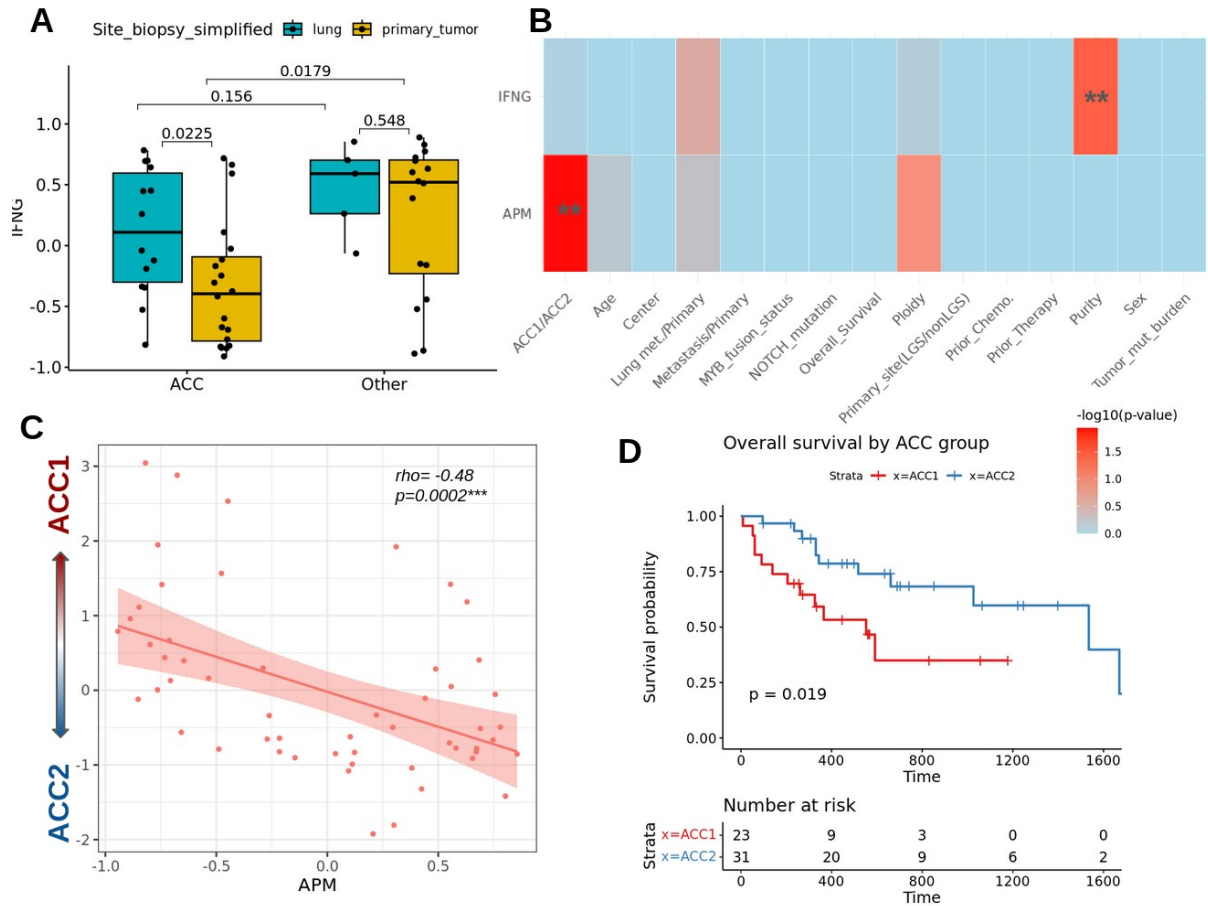 A
Site_biopsy_simplified lung primary_tumor
0.0179
0.156
0.0225
0.548
IFNG
1.0
0.5
0.0
-0.5
-1.0
ACC Other
B
IFNG
**
APM
**
ACC1/ACC2
Age
Center
Lung met./Primary
Metastasis/Primary
MYB_fusion_status
NOTCH_mutation
Overall_Survival
Ploidy
Primary_site(LGS/nonLGS)
Prior_Chemo.
Prior_Therapy
Purity
Sex
Tumor_mut_burden
-log10(p-value)
1.5
1.0
0.5
0.0
C
ACC1
ACC2
3
2
1
0
-1
-2
rho= -0.48
p=0.0002***
-1.0 -0.5 0.0 0.5
APM
D
Overall survival by ACC group
Strata x=ACC1 x=ACC2
Survival probability
1.00
0.75
0.50
0.25
0.00
p = 0.019
0 400 800 1200 1600
Time
Number at risk
Strata
x=ACC1 23 9 3 0 0
x=ACC2 31 20 9 6 2
0 400 800 1200 1600
Time